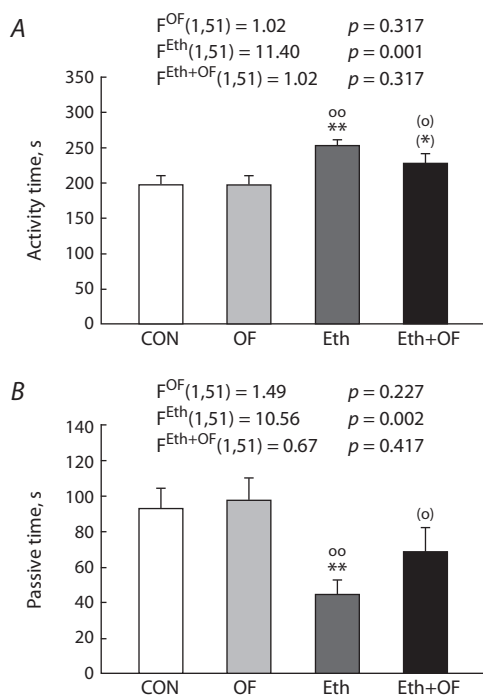 A
F^OF(1,51) = 1.02 p = 0.317
F^Eth(1,51) = 11.40 p = 0.001
F^Eth+OF(1,51) = 1.02 p = 0.317
Activity time, s
350
300
250
200
150
100
50
0
oo
**
(o)
(*)
CON OF Eth Eth+OF
B
F^OF(1,51) = 1.49 p = 0.227
F^Eth(1,51) = 10.56 p = 0.002
F^Eth+OF(1,51) = 0.67 p = 0.417
Passive time, s
140
120
100
80
60
40
20
0
oo
**
(o)
CON OF Eth Eth+OF